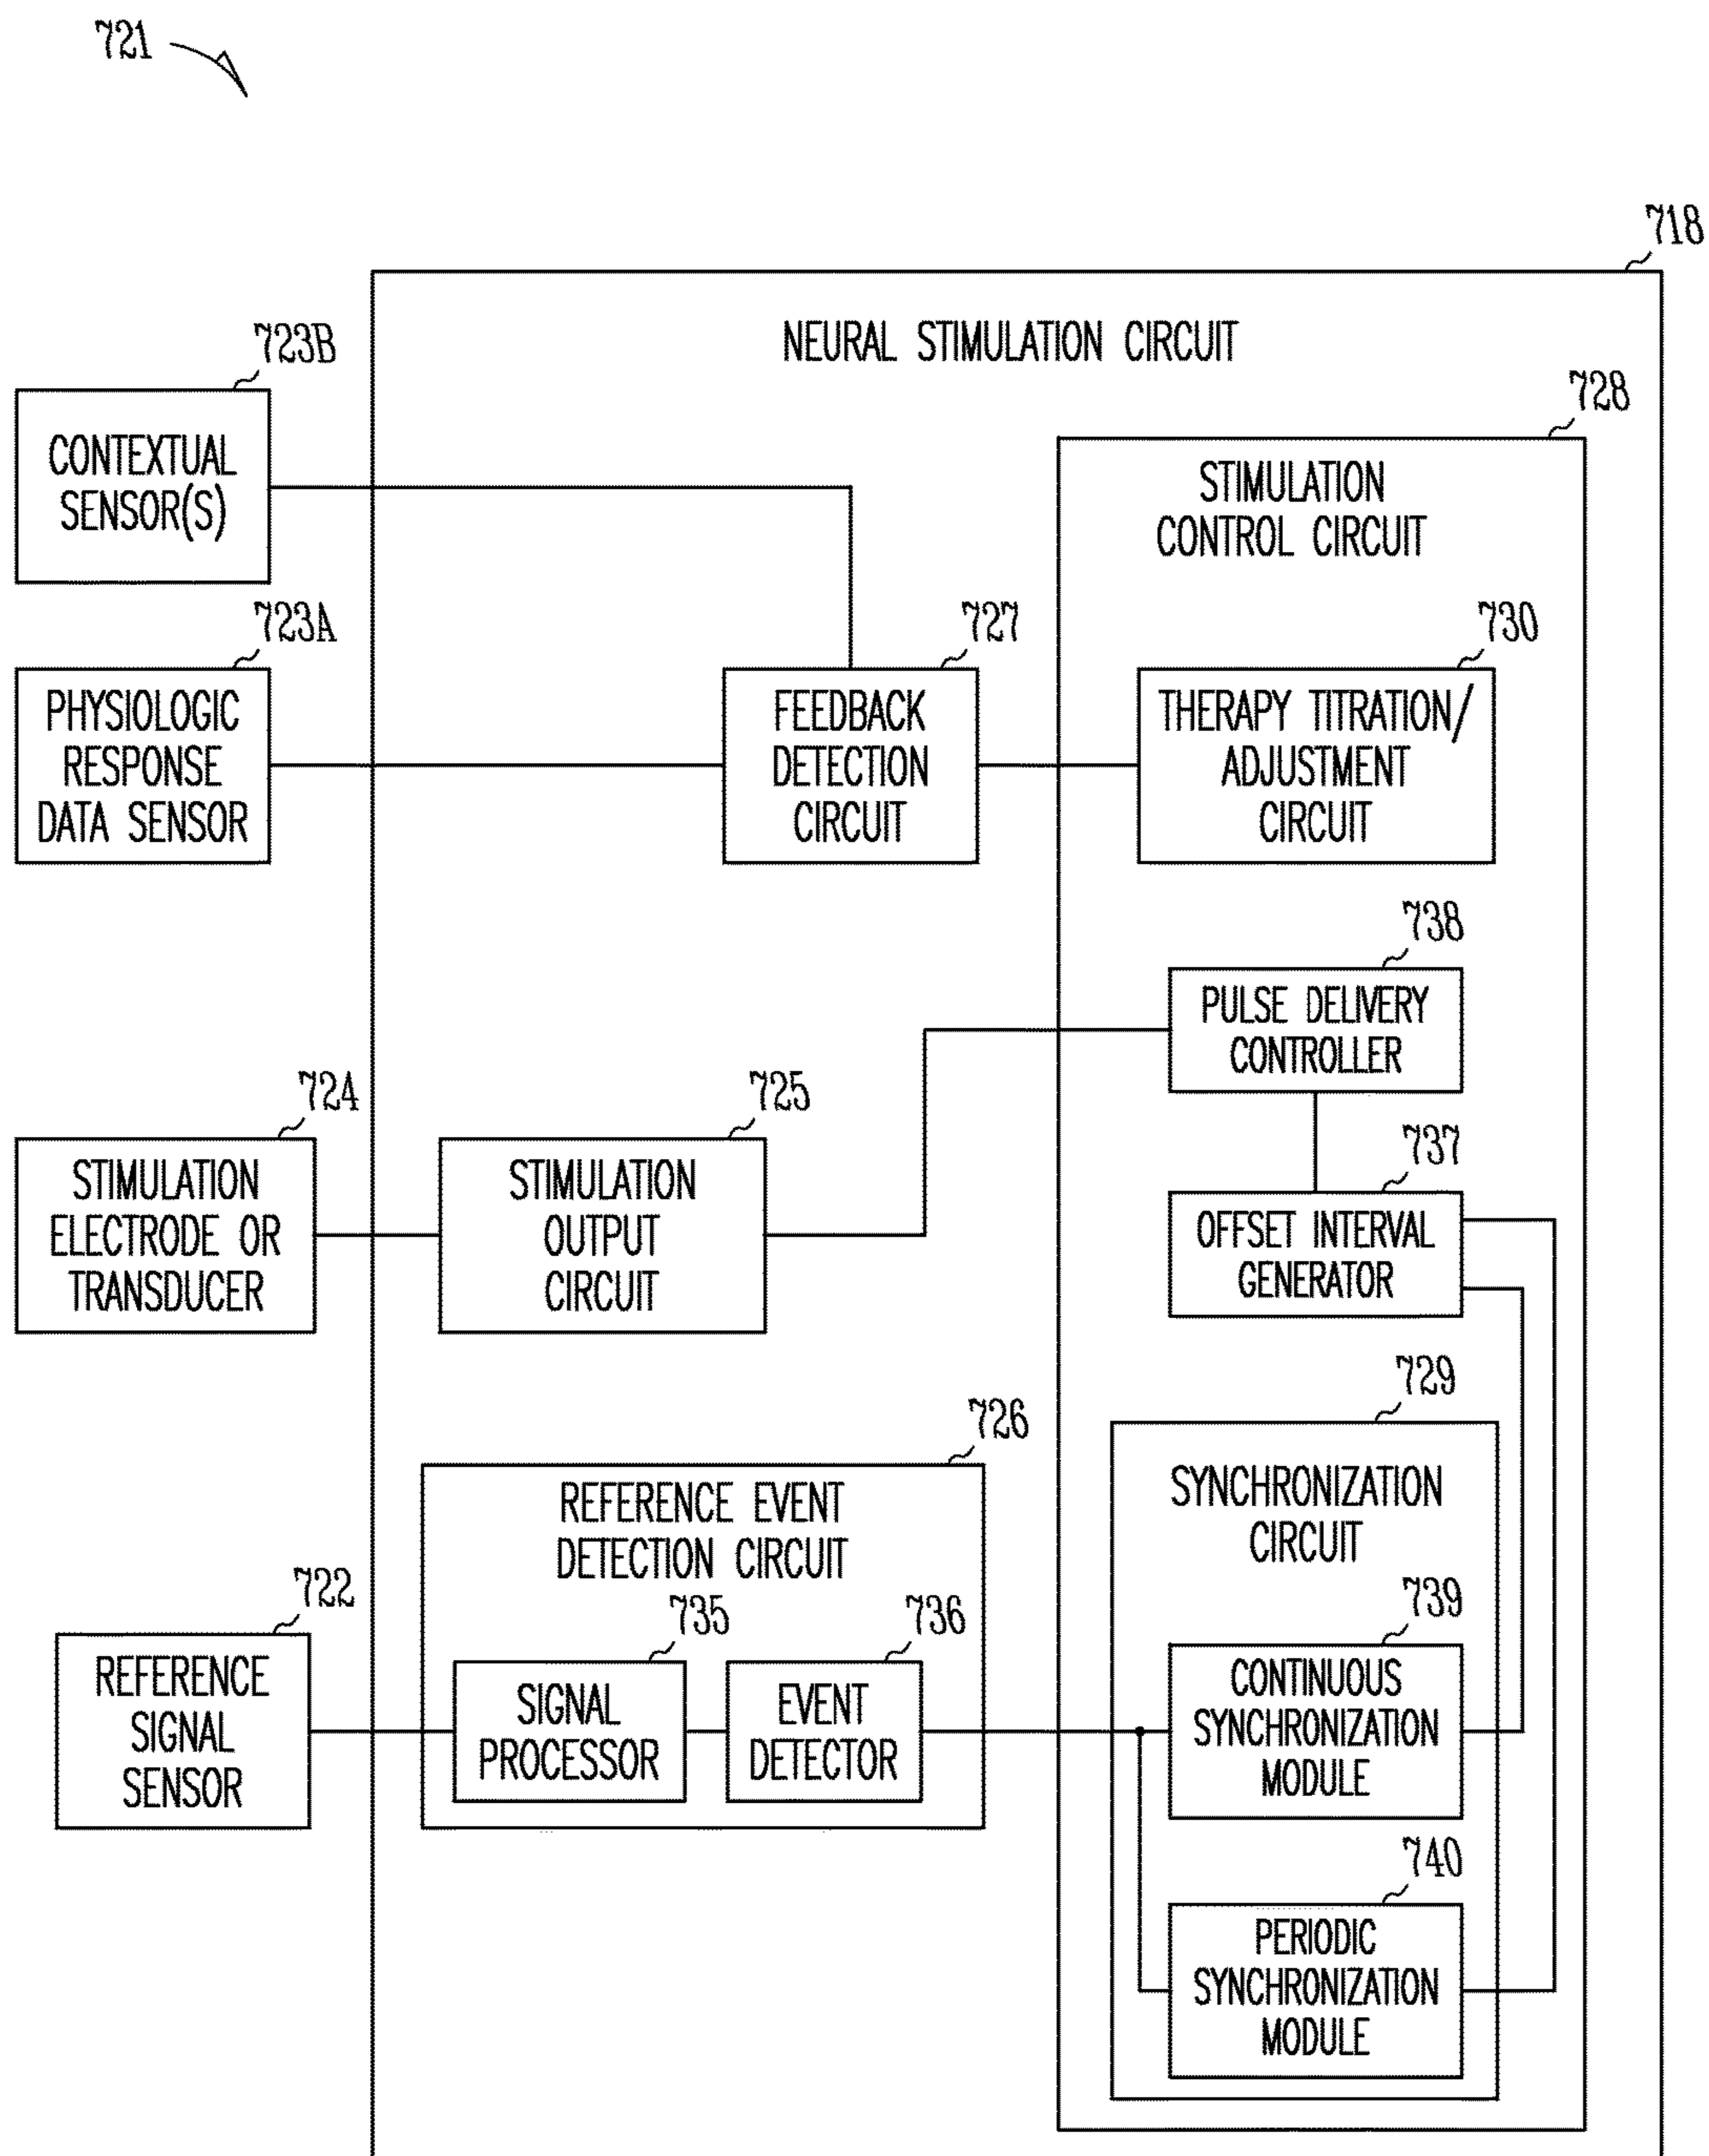 721
718
NEURAL STIMULATION CIRCUIT
723B
CONTEXTUAL
SENSOR(S)
728
STIMULATION
CONTROL CIRCUIT
723A
PHYSIOLOGIC
RESPONSE
DATA SENSOR
727
FEEDBACK
DETECTION
CIRCUIT
730
THERAPY TITRATION/
ADJUSTMENT
CIRCUIT
738
PULSE DELIVERY
CONTROLLER
724
STIMULATION
ELECTRODE OR
TRANSDUCER
725
STIMULATION
OUTPUT
CIRCUIT
737
OFFSET INTERVAL
GENERATOR
729
SYNCHRONIZATION
CIRCUIT
726
REFERENCE EVENT
DETECTION CIRCUIT
722
REFERENCE
SIGNAL
SENSOR
735
SIGNAL
PROCESSOR
736
EVENT
DETECTOR
739
CONTINUOUS
SYNCHRONIZATION
MODULE
740
PERIODIC
SYNCHRONIZATION
MODULE